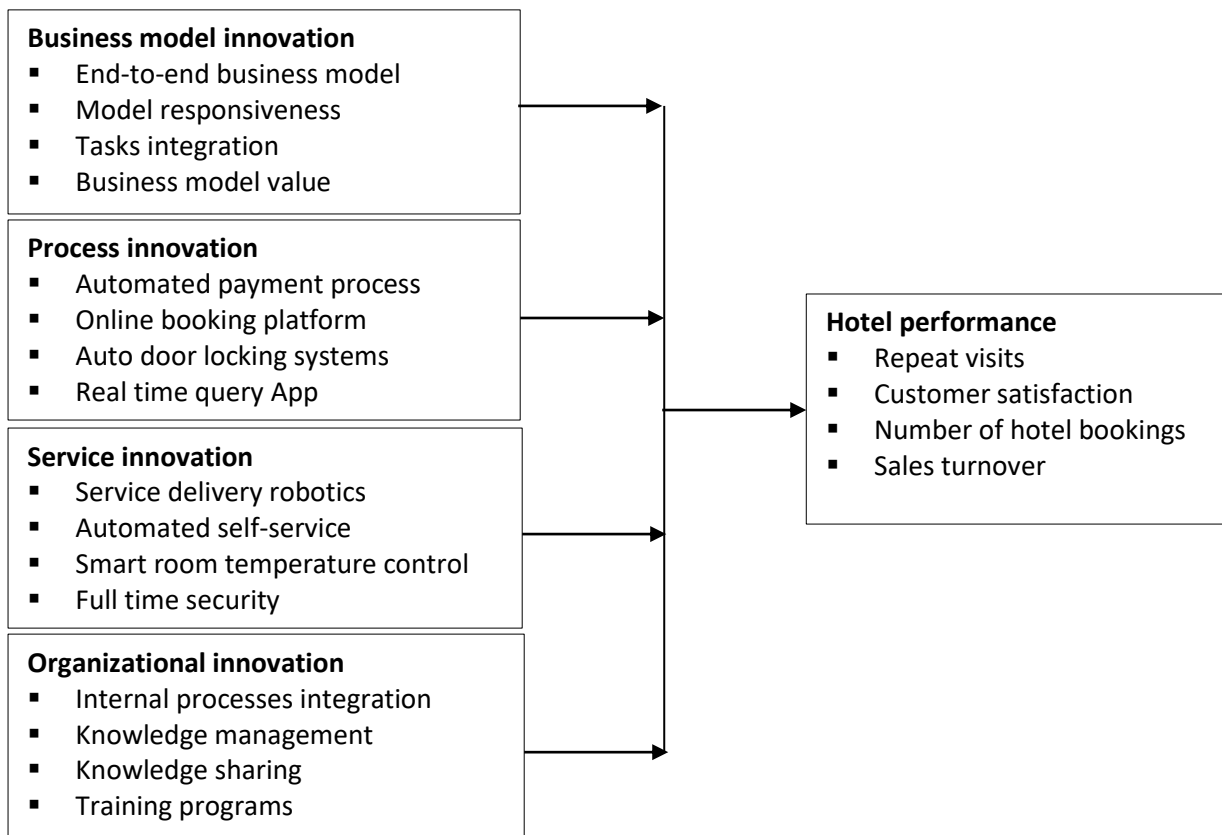 Business model innovation
▪ End-to-end business model
▪ Model responsiveness
▪ Tasks integration
▪ Business model value
Process innovation
▪ Automated payment process
▪ Online booking platform
▪ Auto door locking systems
▪ Real time query App
Service innovation
▪ Service delivery robotics
▪ Automated self-service
▪ Smart room temperature control
▪ Full time security
Organizational innovation
▪ Internal processes integration
▪ Knowledge management
▪ Knowledge sharing
▪ Training programs
Hotel performance
▪ Repeat visits
▪ Customer satisfaction
▪ Number of hotel bookings
▪ Sales turnover